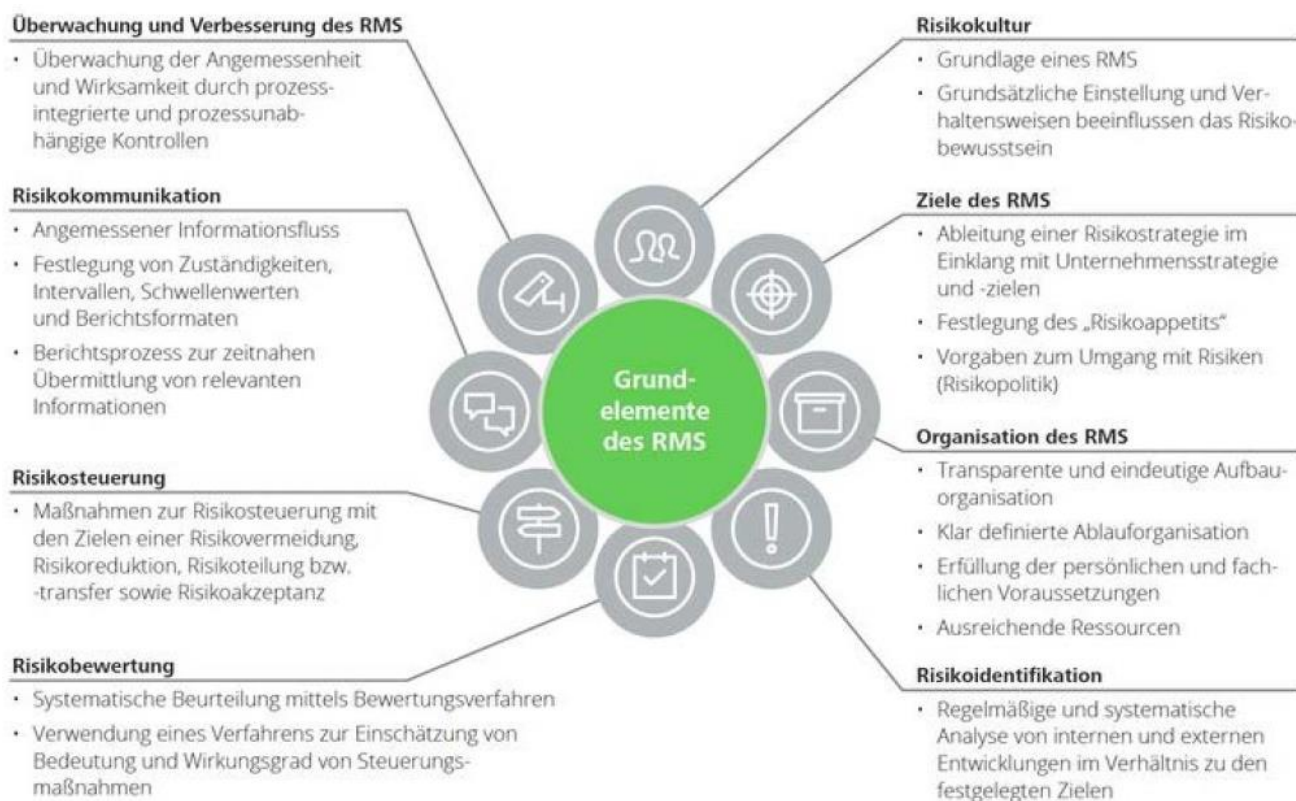 Überwachung und Verbesserung des RMS
• Überwachung der Angemessenheit
und Wirksamkeit durch prozess-
integrierte und prozessunab-
hängige Kontrollen
Risikokommunikation
• Angemessener Informationsfluss
• Festlegung von Zuständigkeiten,
Intervallen, Schwellenwerten
und Berichtsformaten
• Berichtsprozess zur zeitnahen
Übermittlung von relevanten
Informationen
Risikosteuerung
• Maßnahmen zur Risikosteuerung mit
den Zielen einer Risikovermeidung,
Risikoreduktion, Risikoteilung bzw.
-transfer sowie Risikoakzeptanz
Risikobewertung
• Systematische Beurteilung mittels Bewertungsverfahren
• Verwendung eines Verfahrens zur Einschätzung von
Bedeutung und Wirkungsgrad von Steuerungs-
maßnahmen
Grund-
elemente
des RMS
Risikokultur
• Grundlage eines RMS
• Grundsätzliche Einstellung und Ver-
haltensweisen beeinflussen das Risiko-
bewusstsein
Ziele des RMS
• Ableitung einer Risikostrategie im
Einklang mit Unternehmensstrategie
und -zielen
• Festlegung des „Risikoappetits“
• Vorgaben zum Umgang mit Risiken
(Risikopolitik)
Organisation des RMS
• Transparente und eindeutige Aufbau-
organisation
• Klar definierte Ablauforganisation
• Erfüllung der persönlichen und fach-
lichen Voraussetzungen
• Ausreichende Ressourcen
Risikoidentifikation
• Regelmäßige und systematische
Analyse von internen und externen
Entwicklungen im Verhältnis zu den
festgelegten Zielen